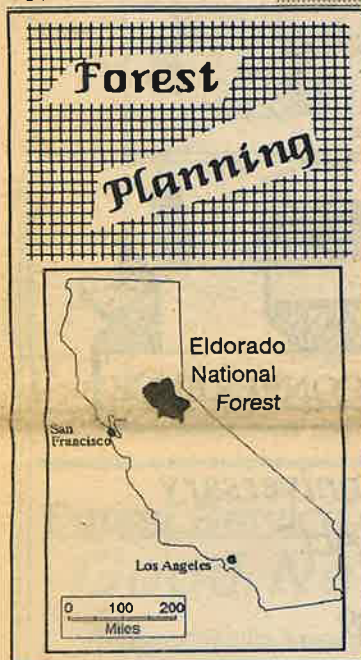 Forest
Planning
Eldorado
National
Forest
San
Francisco
Los Angeles
0 100 200
Miles